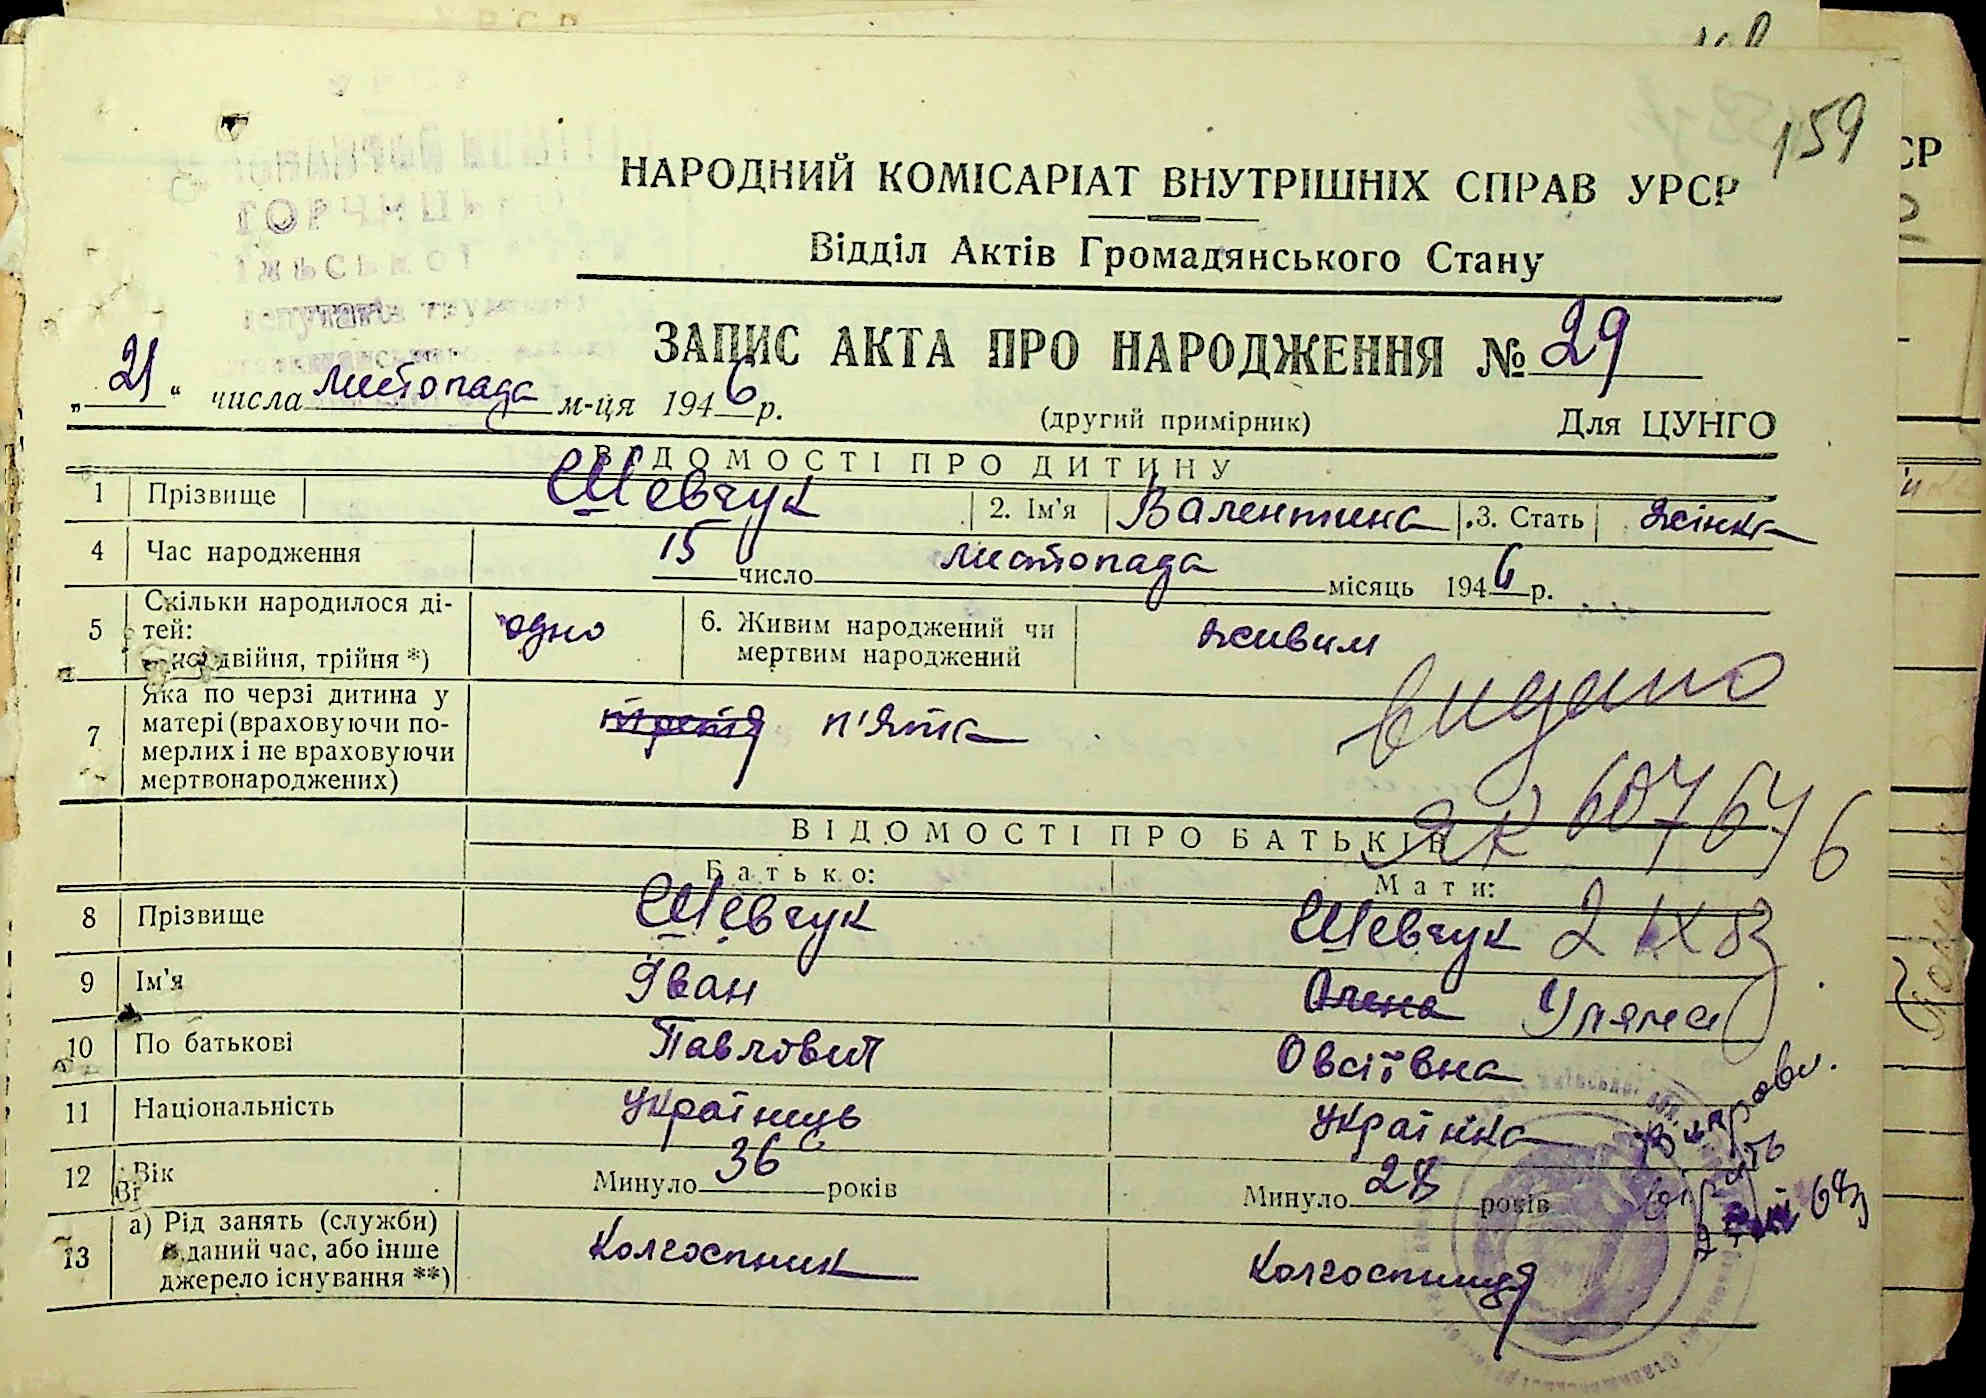 159
НАРОДНИЙ КОМІСАРІАТ ВНУТРІШНІХ СПРАВ УРСР
Відділ Актів Громадянського Стану
ЗАПИС АКТА ПРО НАРОДЖЕННЯ № 29
„21“ числа листопада м-ця 1946 р. (другий примірник) Для ЦУНГО
ВІДОМОСТІ ПРО ДИТИНУ
1 Прізвище Шевчук 2. Ім'я Валентина 3. Стать жінка
4 Час народження 15 число листопада місяць 1946 р.
5 Скільки народилося ді-
тей:
двійня, трійня *) одно 6. Живим народжений чи
мертвим народжений живим
7 Яка по черзі дитина у
матері (враховуючи по-
мерлих і не враховуючи
мертвонароджених) третя п'ята
видано
ЯК 607646
ВІДОМОСТІ ПРО БАТЬКІВ
Батько: Мати:
8 Прізвище Шевчук Шевчук
9 Ім'я Іван Олена Уляна
10 По батькові Павлович Овсіївна
11 Національність Українець Українка
12 Вік Минуло 36 років Минуло 28 років
13 а) Рід занять (служби)
в даний час, або інше
джерело існування **) Колгоспник Колгоспниця